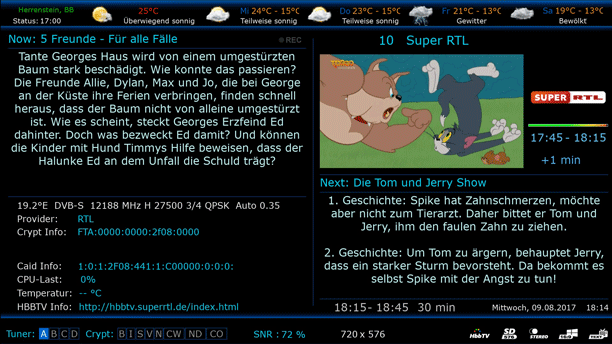 Herrenstein, BB
Status: 17:00
25°C
Überwiegend sonnig
Mi 24°C - 15°C
Teilweise sonnig
Do 23°C - 15°C
Teilweise sonnig
Fr 21°C - 14°C
Gewitter
Sa 19°C - 13°C
Bewölkt
Now: 5 Freunde - Für alle Fälle
REC
Tante Georges Haus wird von einem umgestürzten
Baum stark beschädigt. Wie konnte das passieren?
Die Freunde Allie, Dylan, Max und Jo, die bei George
an der Küste ihre Ferien verbringen, finden schnell
heraus, dass der Baum nicht von alleine umgestürzt
ist. Wie es scheint, steckt Georges Erzfeind Ed
dahinter. Doch was bezweckt Ed damit? Und können
die Kinder mit Hund Timmys Hilfe beweisen, dass der
Halunke Ed an dem Unfall die Schuld trägt?
19.2°E DVB-S 12188 MHz H 27500 3/4 QPSK Auto 0.35
Provider: RTL
Crypt Info: FTA:0000:0000:2f08:0000
Caid Info: 1:0:1:2F08:441:1:C00000:0:0:0:
CPU-Last: 0%
Temperatur: -- °C
HBBTV Info: http://hbbtv.superrtl.de/index.html
10 Super RTL
SUPER RTL
17:45 - 18:15
+1 min
Next: Die Tom und Jerry Show
1. Geschichte: Spike hat Zahnschmerzen, möchte
aber nicht zum Tierarzt. Daher bittet er Tom und
Jerry, ihm den faulen Zahn zu ziehen.
2. Geschichte: Um Tom zu ärgern, behauptet Jerry,
dass ein starker Sturm bevorsteht. Da bekommt es
selbst Spike mit der Angst zu tun!
18:15- 18:45 30 min
Mittwoch, 09.08.2017 18:14
Tuner: A B C D Crypt: B I S V N CW ND CO SNR : 72 % 720 x 576
HbbTV
SD
576
STEREO